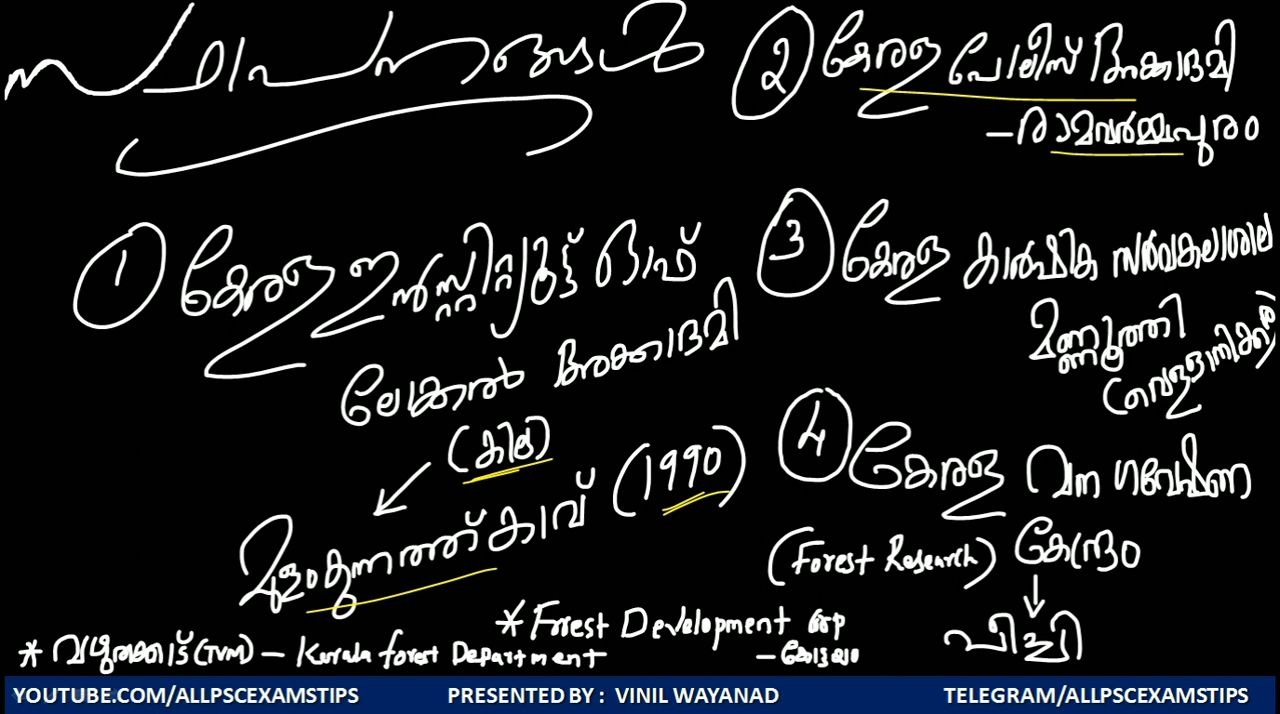 സ്ഥാപനങ്ങൾ
① കേരള ഇൻസ്റ്റിറ്റ്യൂട്ട് ഓഫ്
ലോക്കൽ അക്കാദമി
(കില)
മുളംകുന്നത്ത് കാവ് (1990)
② കേരള പോലീസ് അക്കാദമി
– രാമവർമ്മപുരം
③ കേരള കാർഷിക സർവകലാശാല
മണ്ണൂത്തി
(വെള്ളാനിക്കര)
④ കേരള വന ഗവേഷണ
(Forest Research) കേന്ദ്രം
പീച്ചി
* Forest Development corp
– കോട്ടയം
* വഴുതക്കാട് (TVM) – Kerala forest Department
YOUTUBE.COM/ALLPSCEXAMSTIPS PRESENTED BY : VINIL WAYANAD TELEGRAM/ALLPSCEXAMSTIPS